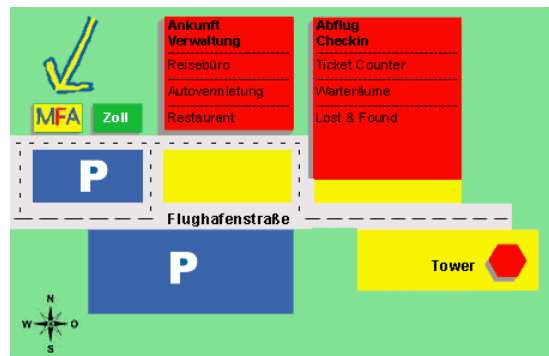 Ankunft
Verwaltung
Reisebüro
Autovermietung
Restaurant
Abflug
Checkin
Ticket Counter
Warteräume
Lost & Found
MFA
Zoll
P
Flughafenstraße
P
Tower
N
W
O
S